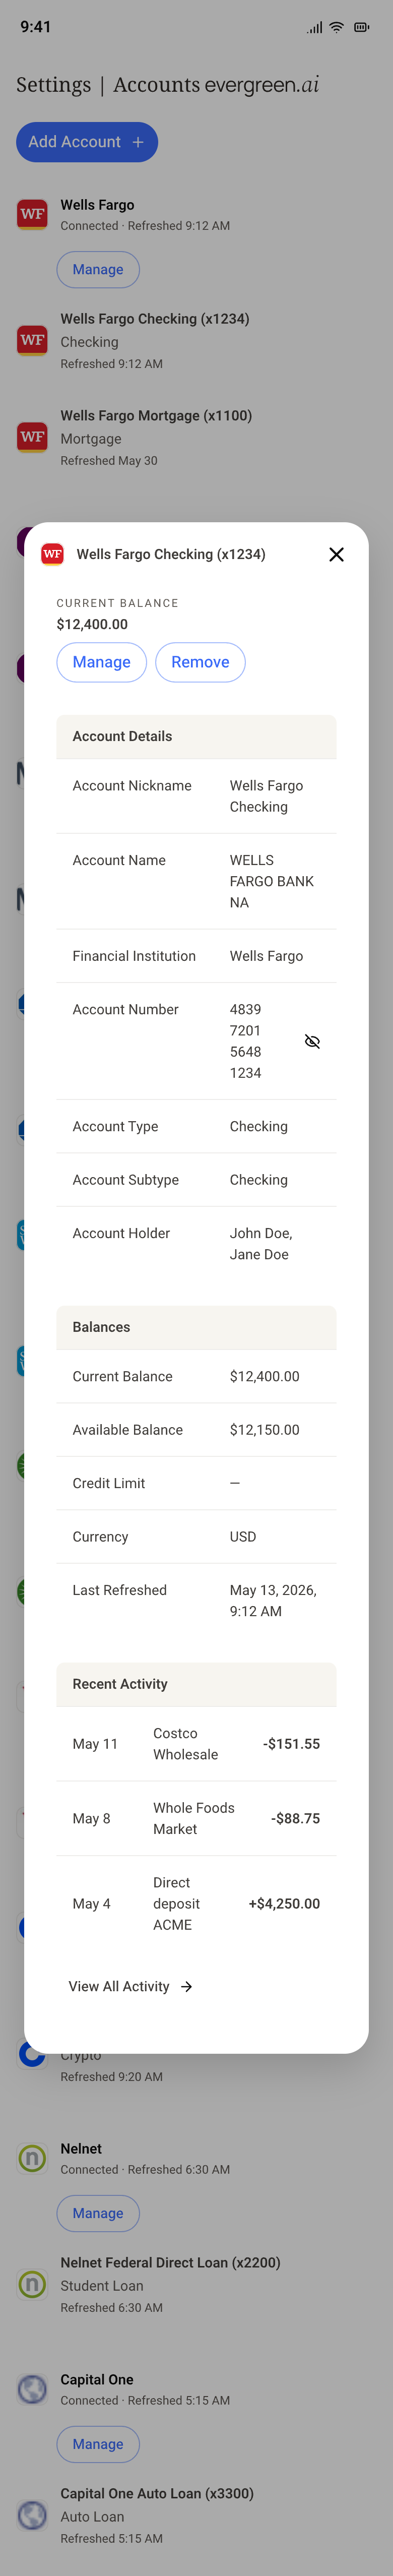 9:41
Settings | Accounts evergreen.ai
Add Account +
WF
Wells Fargo
Connected · Refreshed 9:12 AM
Manage
WF
Wells Fargo Checking (x1234)
Checking
Refreshed 9:12 AM
WF
Wells Fargo Mortgage (x1100)
Mortgage
Refreshed May 30
WF
Wells Fargo Checking (x1234)
CURRENT BALANCE
$12,400.00
Manage
Remove
Account Details
Account Nickname
Wells Fargo
Checking
Account Name
WELLS
FARGO BANK
NA
Financial Institution
Wells Fargo
Account Number
4839
7201
5648
1234
Account Type
Checking
Account Subtype
Checking
Account Holder
John Doe,
Jane Doe
Balances
Current Balance
$12,400.00
Available Balance
$12,150.00
Credit Limit
—
Currency
USD
Last Refreshed
May 13, 2026,
9:12 AM
Recent Activity
May 11
Costco
Wholesale
-$151.55
May 8
Whole Foods
Market
-$88.75
May 4
Direct
deposit
ACME
+$4,250.00
View All Activity →
Crypto
Refreshed 9:20 AM
n
Nelnet
Connected · Refreshed 6:30 AM
Manage
n
Nelnet Federal Direct Loan (x2200)
Student Loan
Refreshed 6:30 AM
Capital One
Connected · Refreshed 5:15 AM
Manage
Capital One Auto Loan (x3300)
Auto Loan
Refreshed 5:15 AM